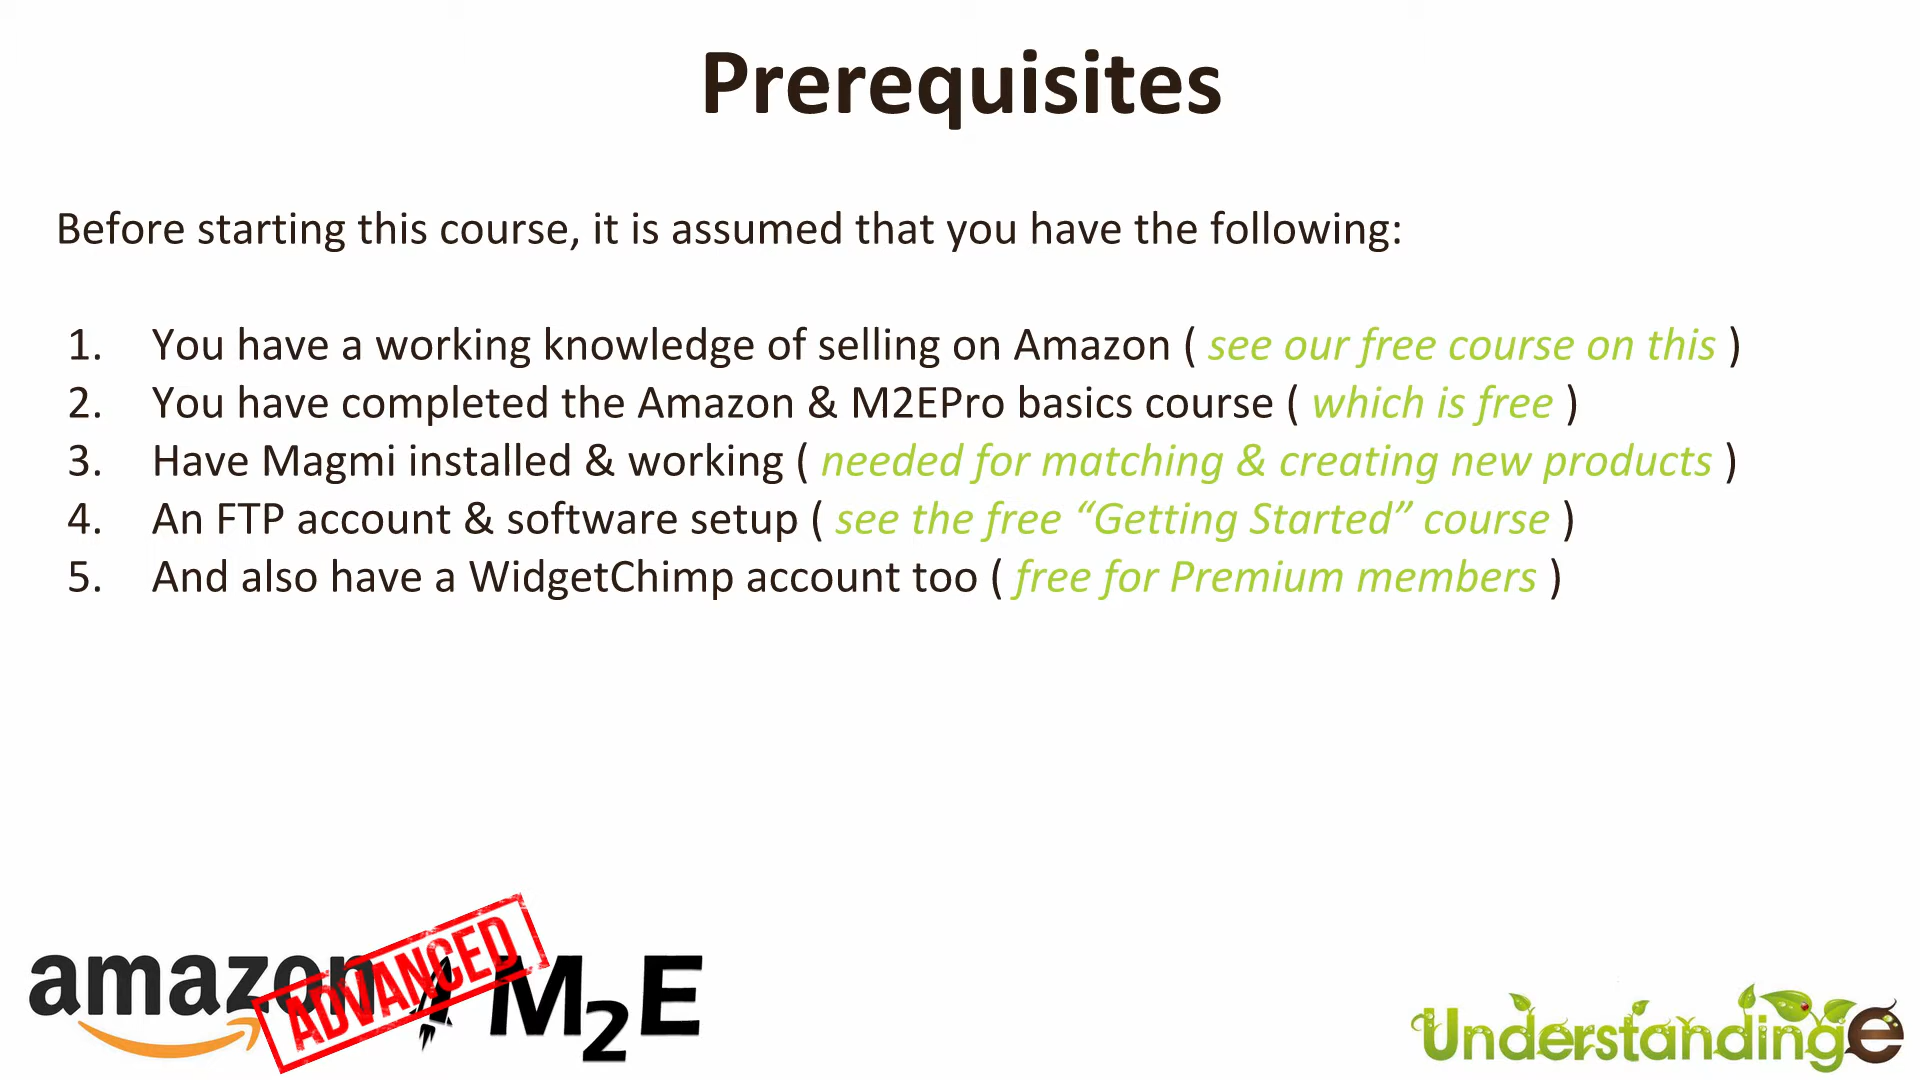 Prerequisites
Before starting this course, it is assumed that you have the following:
1. You have a working knowledge of selling on Amazon ( see our free course on this )
2. You have completed the Amazon & M2EPro basics course ( which is free )
3. Have Magmi installed & working ( needed for matching & creating new products )
4. An FTP account & software setup ( see the free “Getting Started” course )
5. And also have a WidgetChimp account too ( free for Premium members )
amazon
ADVANCED
M2E
UnderstandingE